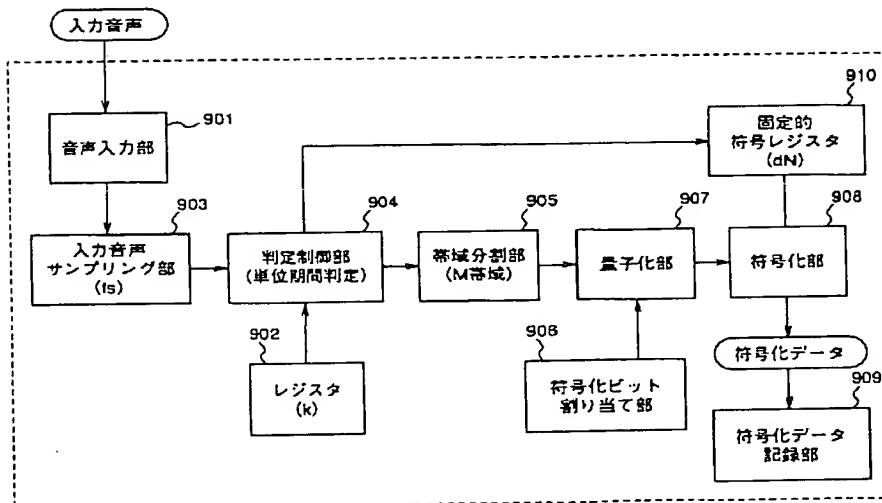 入力音声
901
音声入力部
910
固定的
符号レジスタ
(dN)
903
入力音声
サンプリング部
(fs)
904
判定制御部
(単位期間判定)
905
帯域分割部
(M帯域)
907
量子化部
908
符号化部
902
レジスタ
(k)
906
符号化ビット
割り当て部
符号化データ
909
符号化データ
記録部